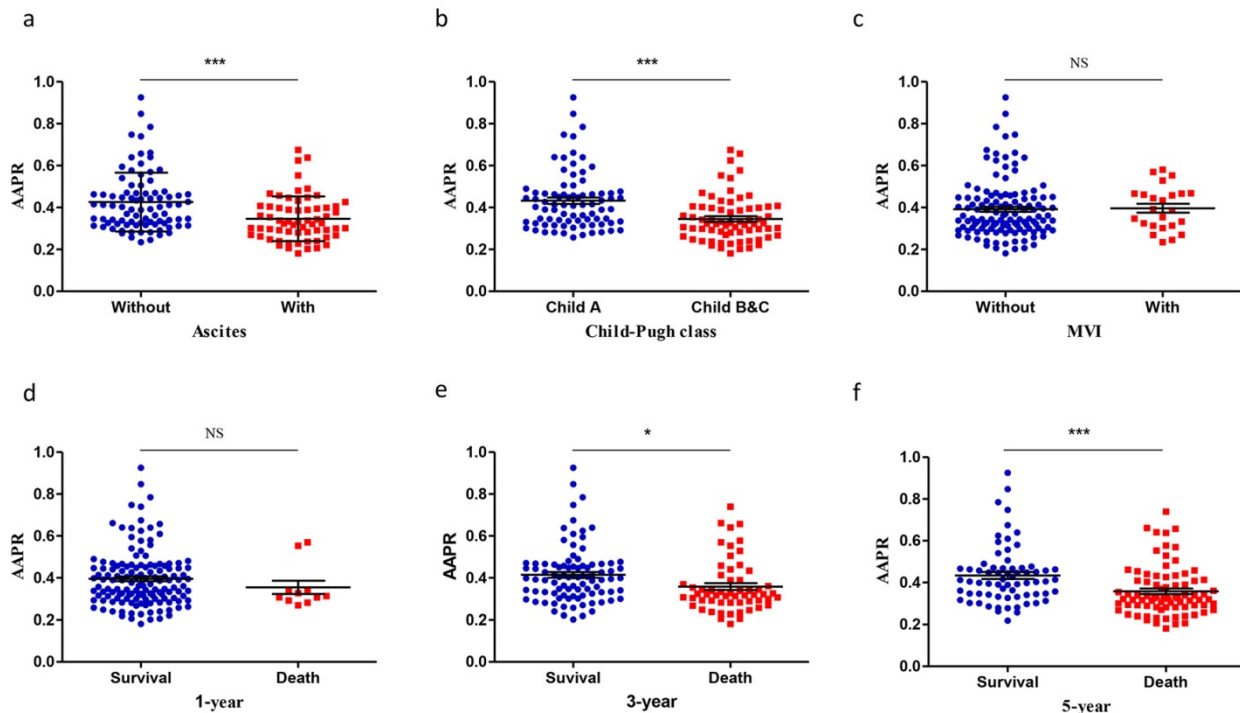 a
***
1.0
0.8
0.6
0.4
0.2
0.0
AAPR
Without With
Ascites
b
***
1.0
0.8
0.6
0.4
0.2
0.0
AAPR
Child A Child B&C
Child-Pugh class
c
NS
1.0
0.8
0.6
0.4
0.2
0.0
AAPR
Without With
MVI
d
NS
1.0
0.8
0.6
0.4
0.2
0.0
AAPR
Survival Death
1-year
e
*
1.0
0.8
0.6
0.4
0.2
0.0
AAPR
Suvival Death
3-year
f
***
1.0
0.8
0.6
0.4
0.2
0.0
AAPR
Survival Death
5-year